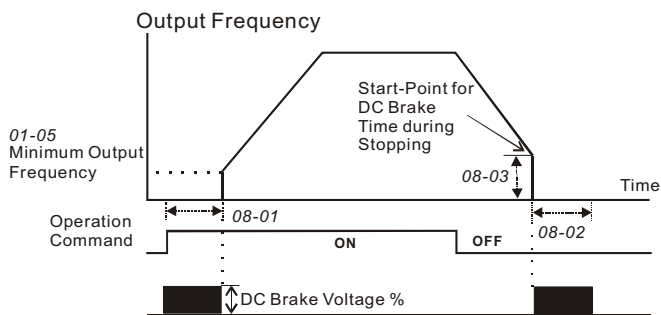 Output Frequency
01-05
Minimum Output
Frequency
Start-Point for
DC Brake
Time during
Stopping
08-03
Time
08-01
08-02
Operation
Command
ON
OFF
DC Brake Voltage %